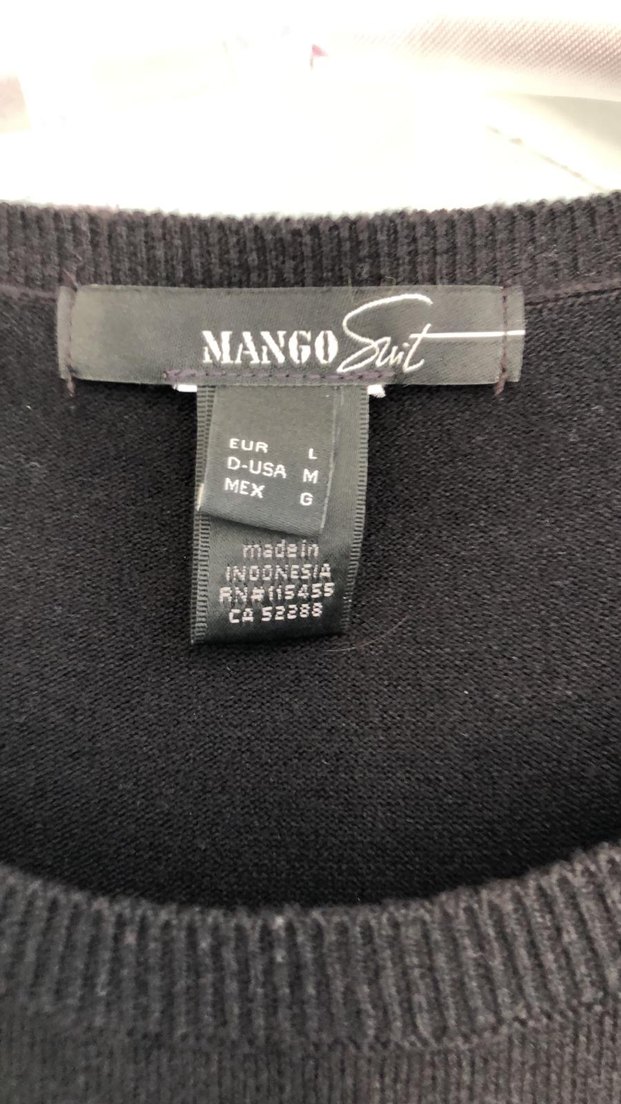 MANGO Suit
EUR L
D-USA M
MEX G
made in
INDONESIA
RN#115455
CA 52288